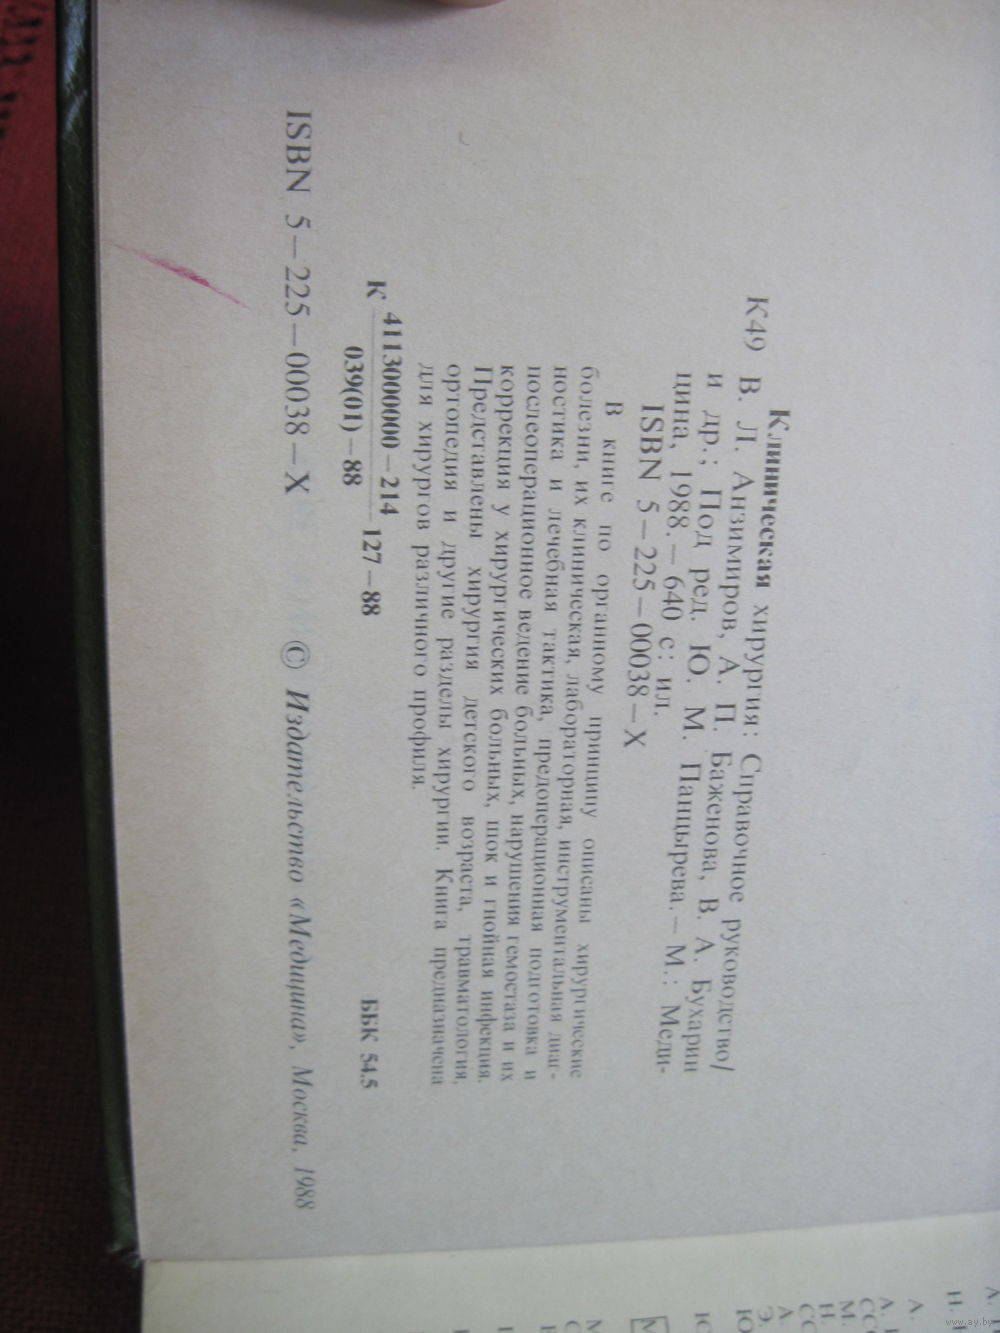 Клиническая хирургия: Справочное руководство/
К49 В. Л. Анзимиров, А. П. Баженова, В. А. Бухарин
и др.; Под ред. Ю. М. Панцырева. – М.: Меди-
цина, 1988. – 640 с: ил.
ISBN 5–225–00038–X
В книге по органному принципу описаны хирургические
болезни, их клиническая, лабораторная, инструментальная диаг-
ностика и лечебная тактика, предоперационная подготовка и
послеоперационное ведение больных, нарушения гемостаза и их
коррекция у хирургических больных, шок и гнойная инфекция.
Представлены хирургия детского возраста, травматология,
ортопедия и другие разделы хирургии. Книга предназначена
для хирургов различного профиля.
К 4113000000–214
039(01)–88 127–88 ББК 54.5
ISBN 5–225–00038–X © Издательство «Медицина», Москва, 1988
www.ay.by